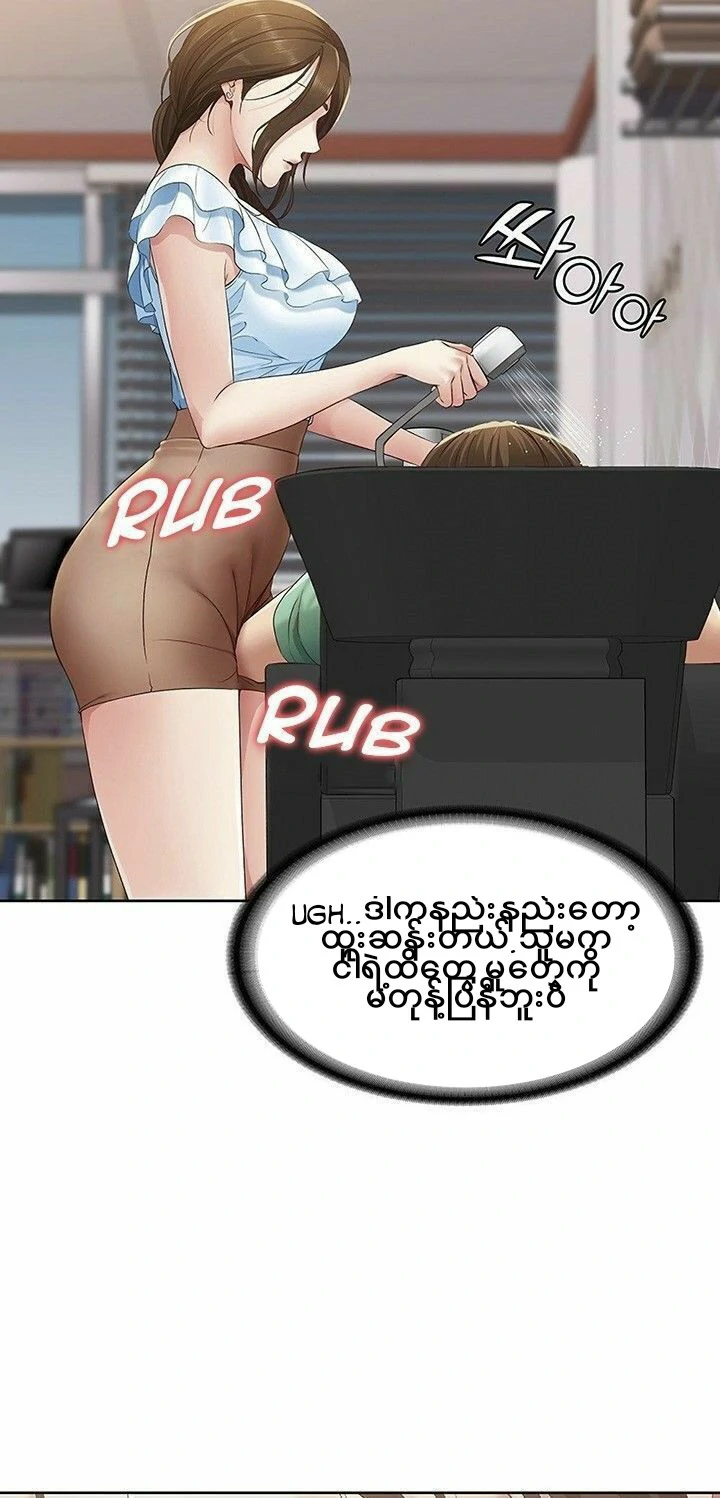 쏴아아
RUB
RUB
UGH.. ဒါကနည်းနည်းတော့
ထူးဆန်းတယ်.သူမက
ငါရဲ့ထိတွေ့မှုတွေကို
မတုန့်ပြန်ဘူးဝိ